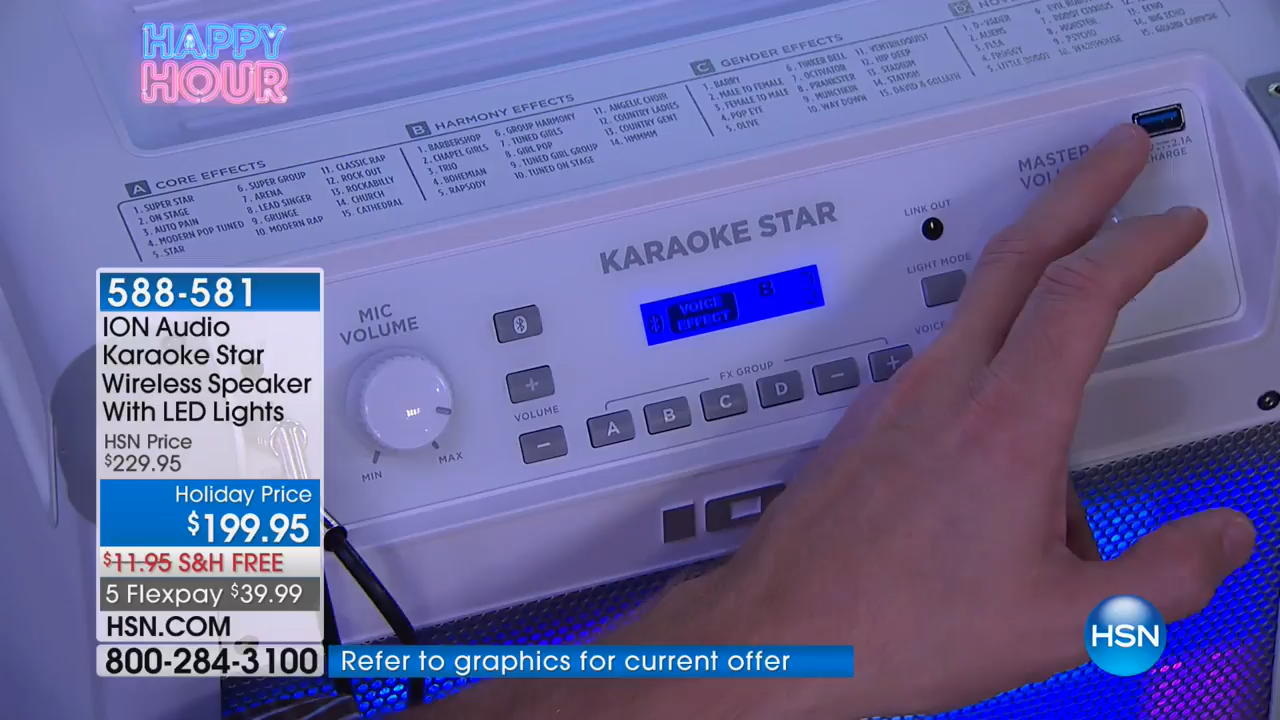 HAPPY
HOUR
A CORE EFFECTS
1. SUPER STAR
2. ON STAGE
3. AUTO PAIN
4. MODERN POP TUNED
5. STAR
6. SUPER GROUP
7. ARENA
8. LEAD SINGER
9. GRUNGE
10. MODERN RAP
11. CLASSIC RAP
12. ROCK OUT
13. ROCKABILLY
14. CHURCH
15. CATHEDRAL
B HARMONY EFFECTS
1. BARBERSHOP
2. CHAPEL GIRLS
3. TRIO
4. BOHEMIAN
5. RAPSODY
6. GROUP HARMONY
7. TUNED GIRLS
8. GIRL POP
9. TUNED GIRL GROUP
10. TUNED ON STAGE
11. ANGELIC CHOIR
12. COUNTRY LADIES
13. COUNTRY GENT
14. HMMMM
C GENDER EFFECTS
1. BARRY
2. MALE TO FEMALE
3. FEMALE TO MALE
4. POP EYE
5. OLIVE
6. TINKER BELL
7. OCTIVATOR
8. PRANKSTER
9. MUNCHKIN
10. WAY DOWN
11. VENTRILOQUIST
12. HIP DEEP
13. STADIUM
14. STATION
15. DAVID & GOLIATH
D
1. D-VADER
2. ALIENS
3. FLEA
4. FROGGY
5. LITTLE
7. ROBOT CIRCUS
8. MONSTER
9. PSYCHO
10. WAREHOUSE
13. ECHO
14. BIG ECHO
15. GRAND CANYON
MASTER
2.1A
CHARGE
KARAOKE STAR
LINK OUT
LIGHT MODE
VOICE
MIC
VOLUME
MIN
MAX
+
VOLUME
−
VOICE
EFFECT
B
FX GROUP
A B C D − +
588-581
ION Audio
Karaoke Star
Wireless Speaker
With LED Lights
HSN Price
$229.95
Holiday Price
$199.95
$11.95 S&H FREE
5 Flexpay $39.99
HSN.COM
800-284-3100
Refer to graphics for current offer
HSN